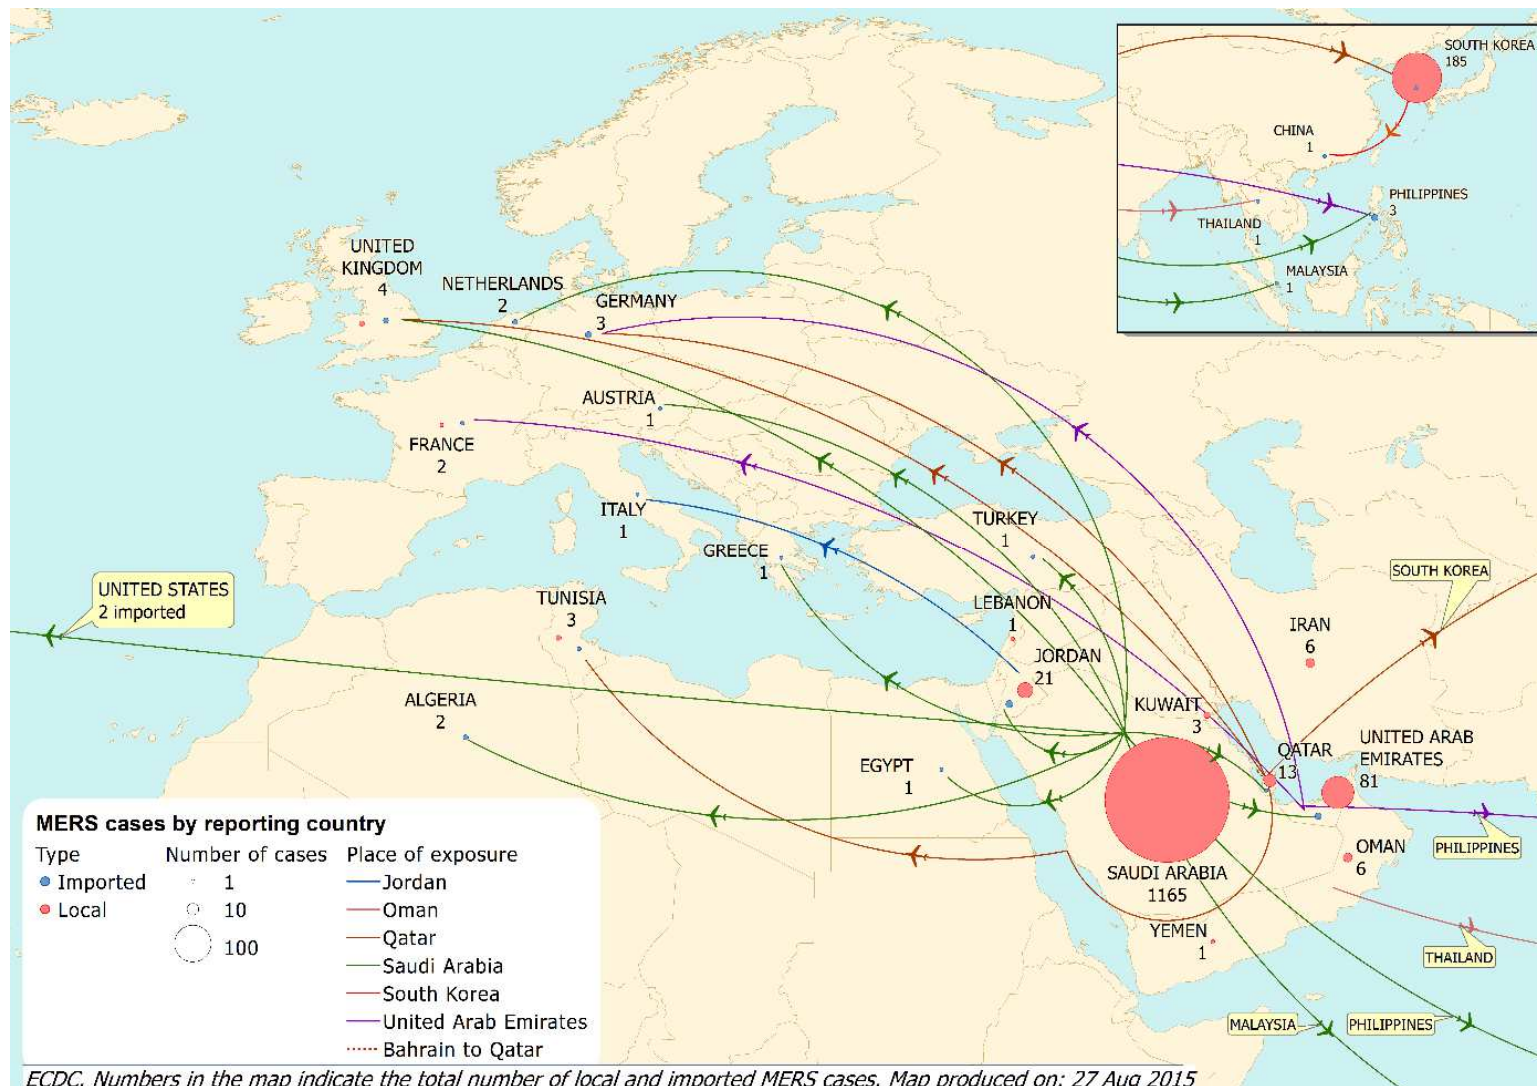 SOUTH KOREA
185
CHINA
1
PHILIPPINES
3
THAILAND
1
MALAYSIA
1
UNITED
KINGDOM
4
NETHERLANDS
2
GERMANY
3
AUSTRIA
1
FRANCE
2
ITALY
1
GREECE
1
TURKEY
1
UNITED STATES
2 imported
TUNISIA
3
LEBANON
1
SOUTH KOREA
IRAN
6
JORDAN
21
ALGERIA
2
KUWAIT
3
EGYPT
1
QATAR
13
UNITED ARAB
EMIRATES
81
PHILIPPINES
OMAN
6
SAUDI ARABIA
1165
YEMEN
1
THAILAND
MALAYSIA
PHILIPPINES
MERS cases by reporting country
Type
Imported
Local
Number of cases
1
10
100
Place of exposure
Jordan
Oman
Qatar
Saudi Arabia
South Korea
United Arab Emirates
Bahrain to Qatar
ECDC. Numbers in the map indicate the total number of local and imported MERS cases. Map produced on: 27 Aug 2015